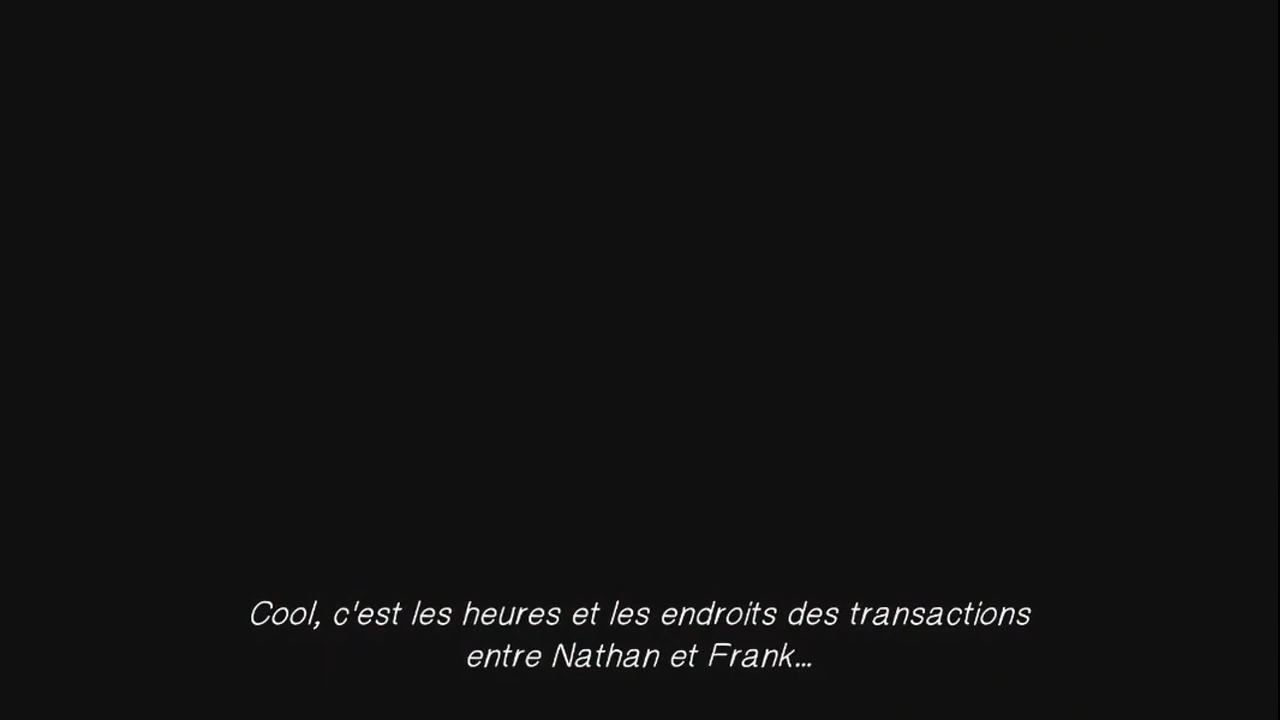 Cool, c'est les heures et les endroits des transactions
entre Nathan et Frank...